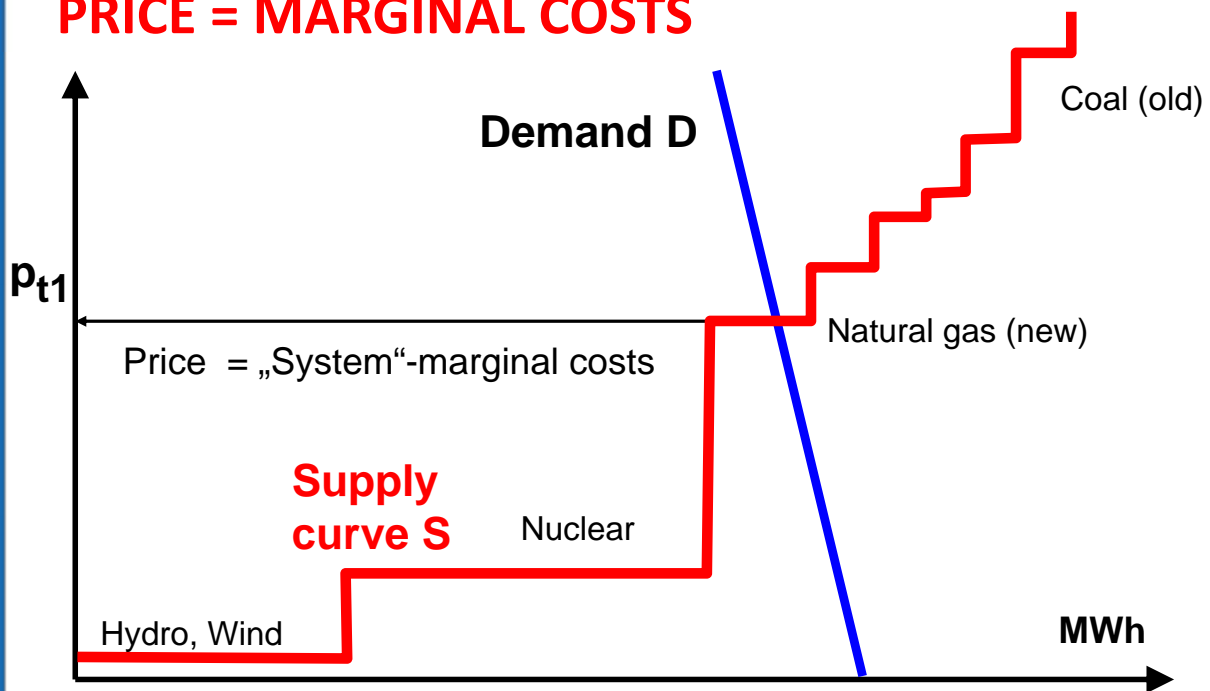 PRICE = MARGINAL COSTS
Demand D
Coal (old)
pt1
Natural gas (new)
Price = „System“-marginal costs
Supply
curve S
Nuclear
Hydro, Wind
MWh